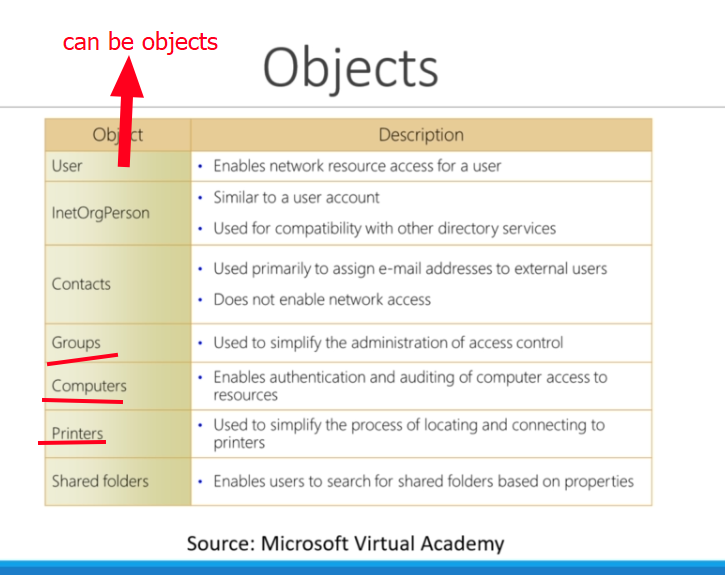 can be objects
Objects
Object Description
User • Enables network resource access for a user
InetOrgPerson • Similar to a user account
• Used for compatibility with other directory services
Contacts • Used primarily to assign e-mail addresses to external users
• Does not enable network access
Groups • Used to simplify the administration of access control
Computers • Enables authentication and auditing of computer access to
resources
Printers • Used to simplify the process of locating and connecting to
printers
Shared folders • Enables users to search for shared folders based on properties
Source: Microsoft Virtual Academy